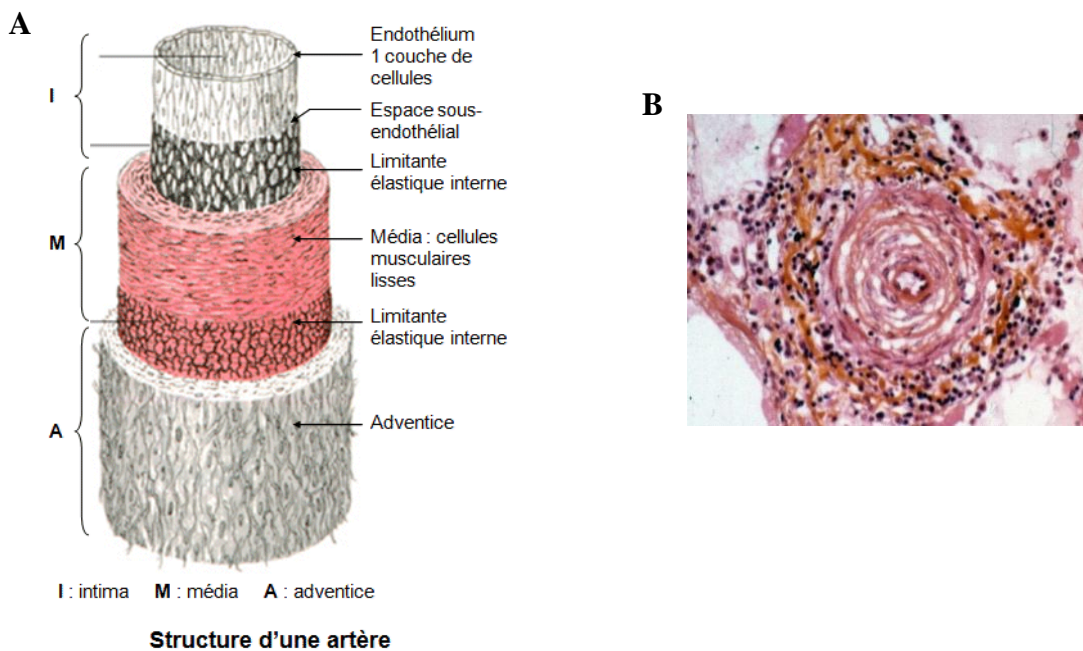 A
Endothélium
1 couche de
cellules
I
Espace sous-
endothélial
Limitante
élastique interne
M
Média : cellules
musculaires
lisses
Limitante
élastique interne
A
Adventice
I : intima M : média A : adventice
Structure d’une artère
B